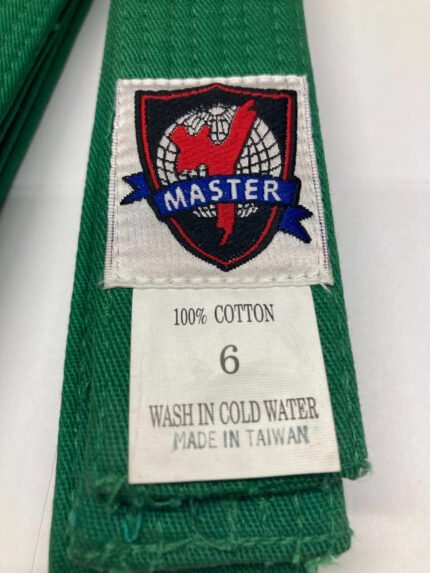 MASTER
100% COTTON
6
WASH IN COLD WATER
MADE IN TAIWAN